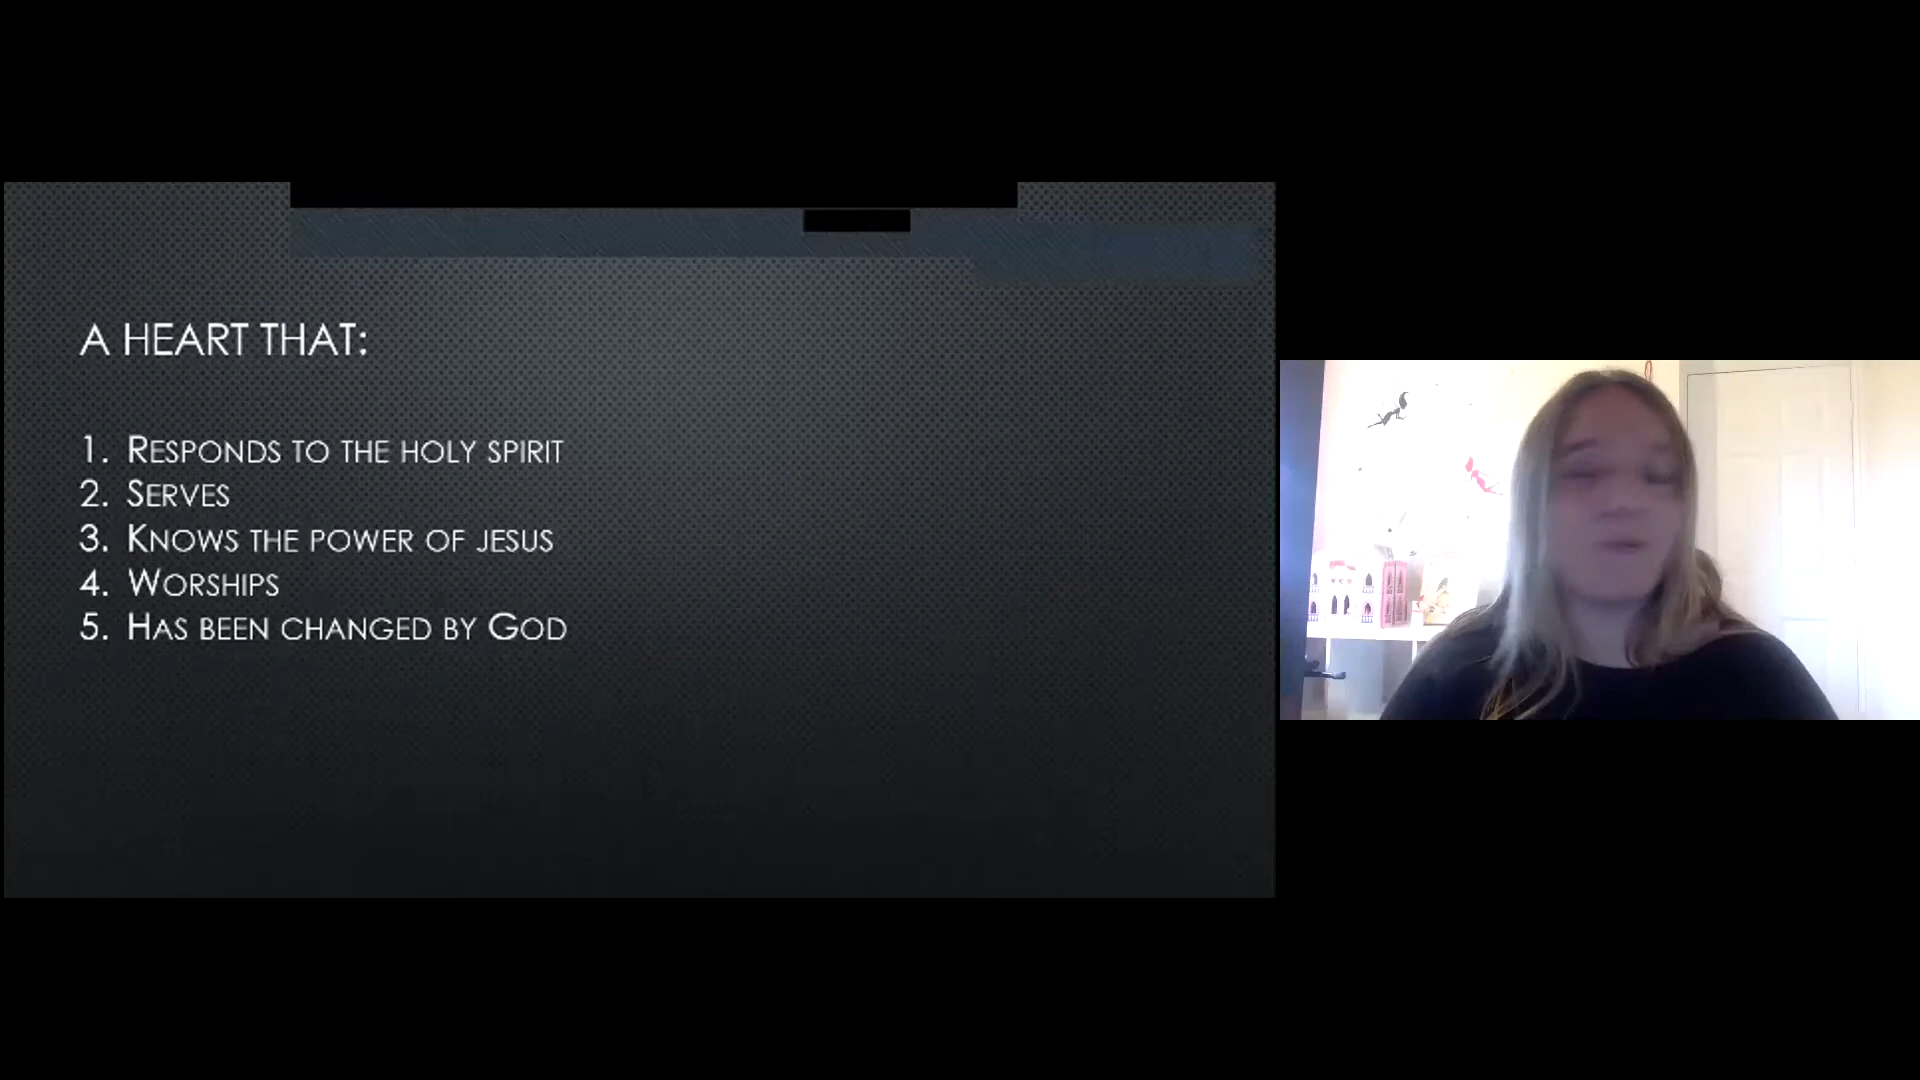 A HEART THAT:
1. RESPONDS TO THE HOLY SPIRIT
2. SERVES
3. KNOWS THE POWER OF JESUS
4. WORSHIPS
5. HAS BEEN CHANGED BY GOD